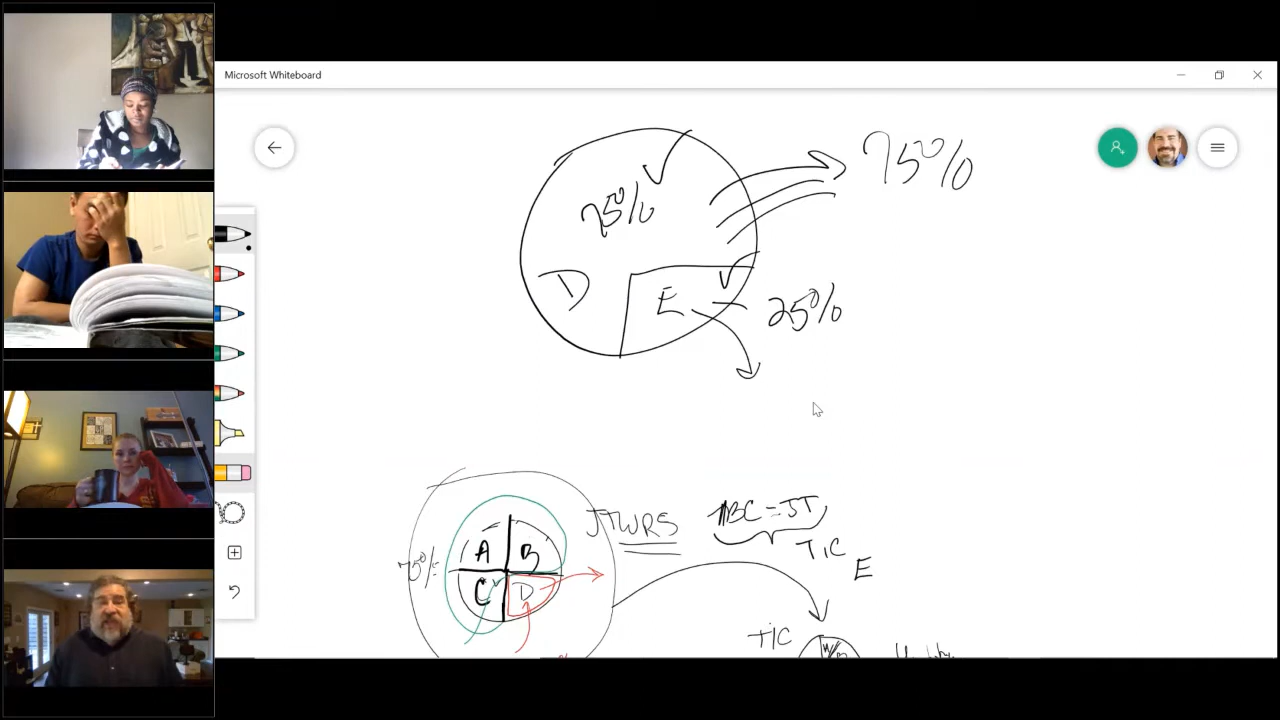 Microsoft Whiteboard
75%
75%
D
E
25%
JTWRS
ABC = JT
TIC
E
75%
A
B
C
D
TIC